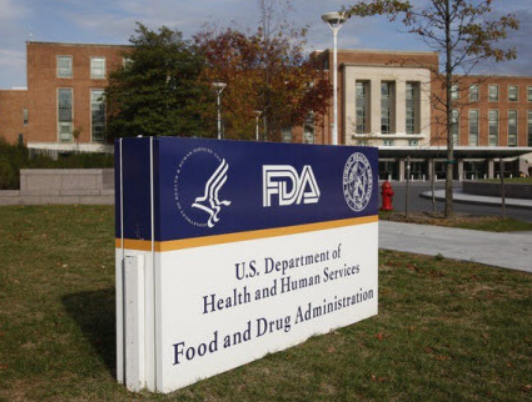 FDA
U.S. Department of
Health and Human Services
Food and Drug Administration